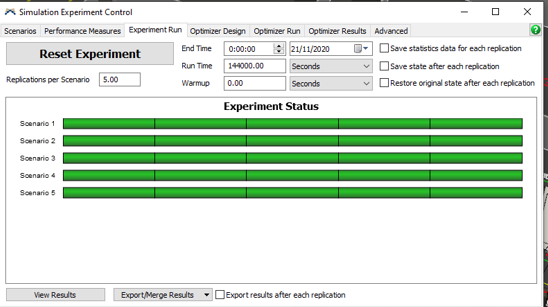 Simulation Experiment Control
Scenarios Performance Measures Experiment Run Optimizer Design Optimizer Run Optimizer Results Advanced
Reset Experiment
Replications per Scenario 5.00
End Time 0:00:00 21/11/2020
Run Time 144000.00 Seconds
Warmup 0.00 Seconds
Save statistics data for each replication
Save state after each replication
Restore original state after each replication
Experiment Status
Scenario 1
Scenario 2
Scenario 3
Scenario 4
Scenario 5
View Results Export/Merge Results Export results after each replication